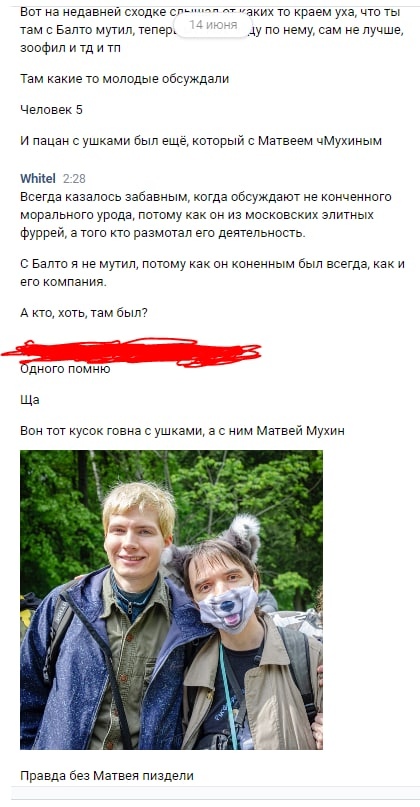 Вот на недавней сходке слышал от каких то краем уха, что ты
14 июня
там с Балто мутил, теперь по нему, сам не лучше,
зоофил и тд и тп
Там какие то молодые обсуждали
Человек 5
И пацан с ушками был ещё, который с Матвеем чМухиным
Whitel 2:28
Всегда казалось забавным, когда обсуждают не конченного
морального урода, потому как он из московских элитных
фуррей, а того кто размотал его деятельность.
С Балто я не мутил, потому как он коненным был всегда, как и
его компания.
А кто, хоть, там был?
Одного помню
Ща
Вон тот кусок говна с ушками, а с ним Матвей Мухин
Правда без Матвея пиздели